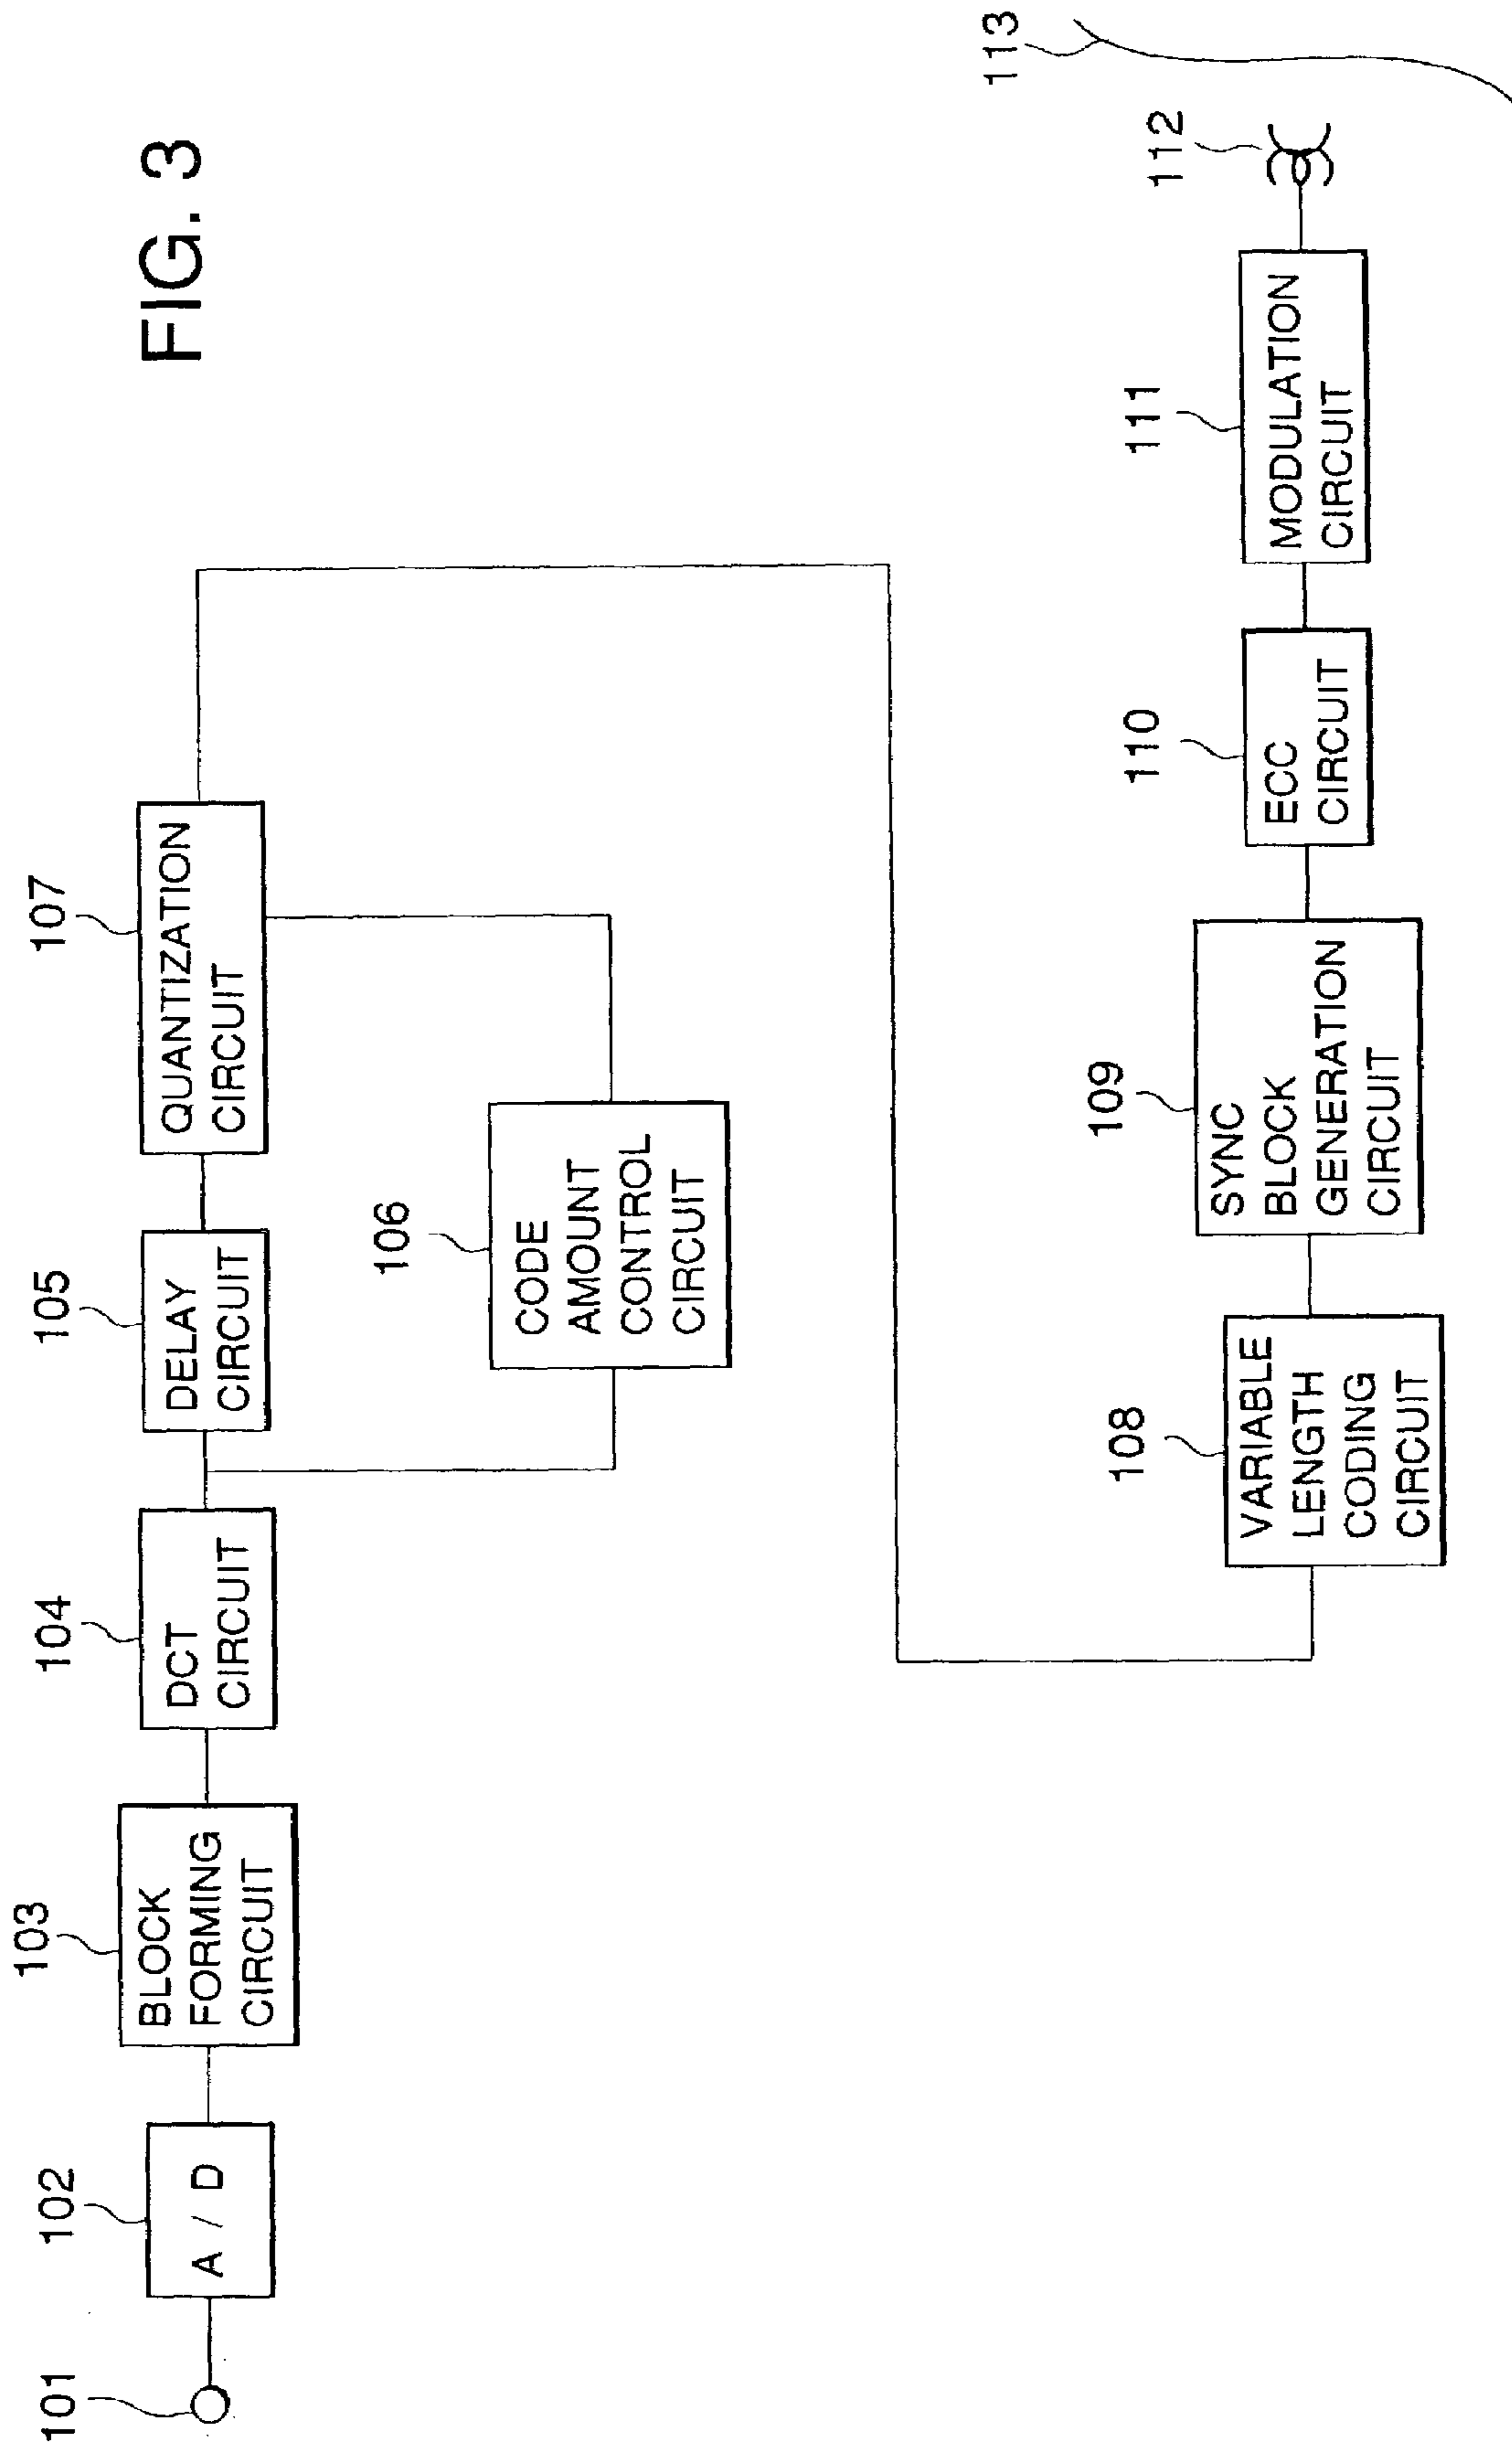 FIG. 3
101
102
A / D
103
BLOCK
FORMING
CIRCUIT
104
DCT
CIRCUIT
105
DELAY
CIRCUIT
106
CODE
AMOUNT
CONTROL
CIRCUIT
107
QUANTIZATION
CIRCUIT
108
VARIABLE
LENGTH
CODING
CIRCUIT
109
SYNC
BLOCK
GENERATION
CIRCUIT
110
ECC
CIRCUIT
111
MODULATION
CIRCUIT
112
113